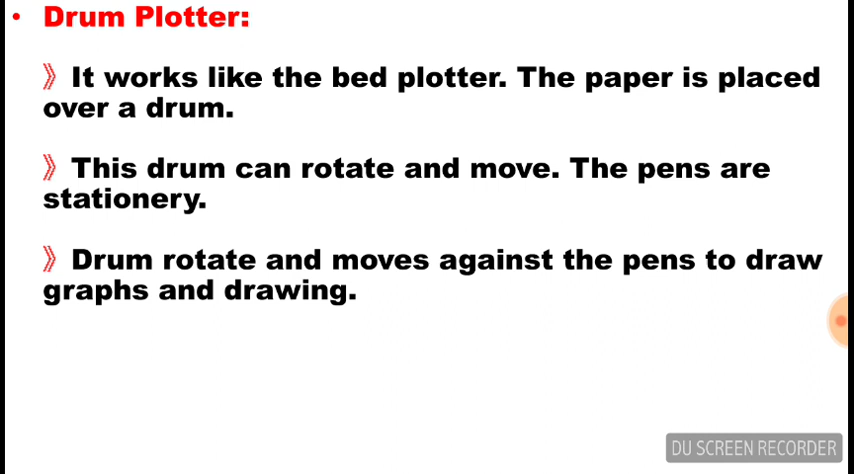 • Drum Plotter:
》It works like the bed plotter. The paper is placed
over a drum.
》This drum can rotate and move. The pens are
stationery.
》Drum rotate and moves against the pens to draw
graphs and drawing.
DU SCREEN RECORDER